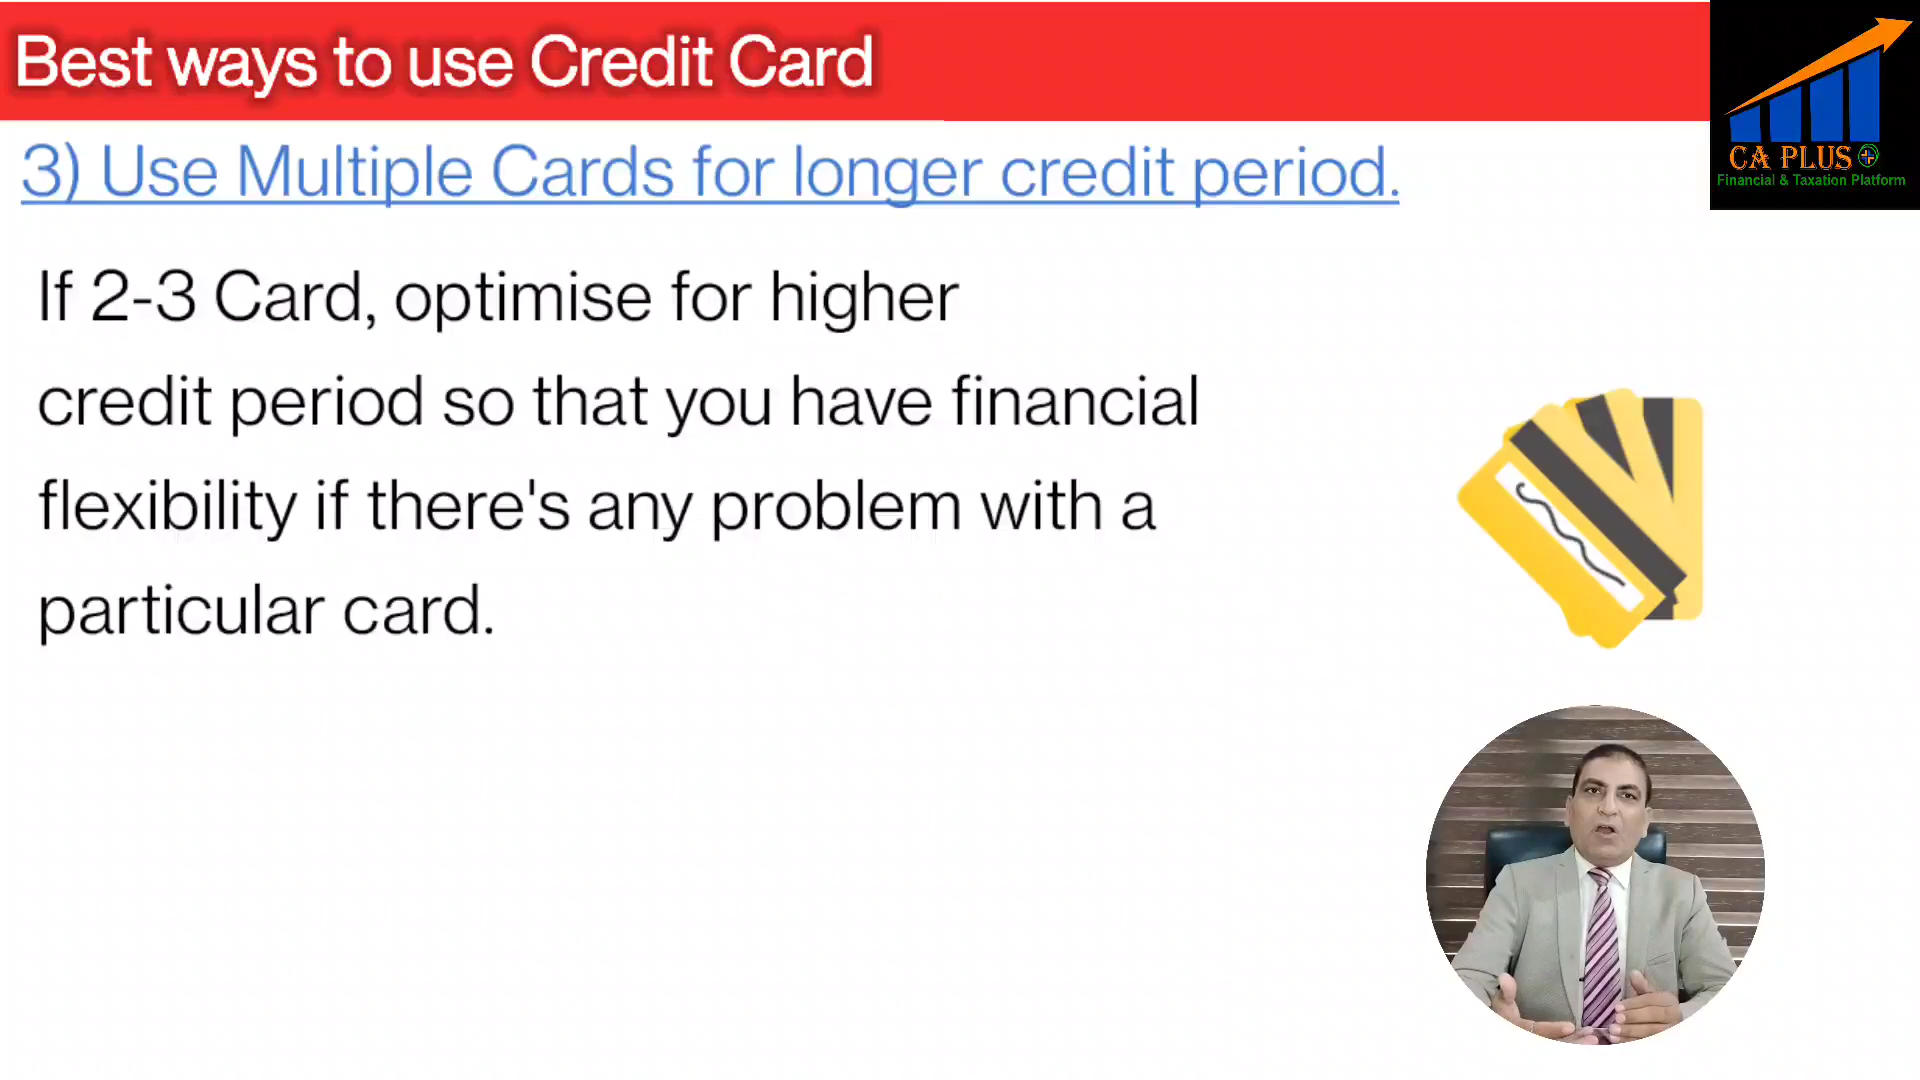 Best ways to use Credit Card
CA PLUS
Financial & Taxation Platform
3) Use Multiple Cards for longer credit period.
If 2-3 Card, optimise for higher
credit period so that you have financial
flexibility if there's any problem with a
particular card.